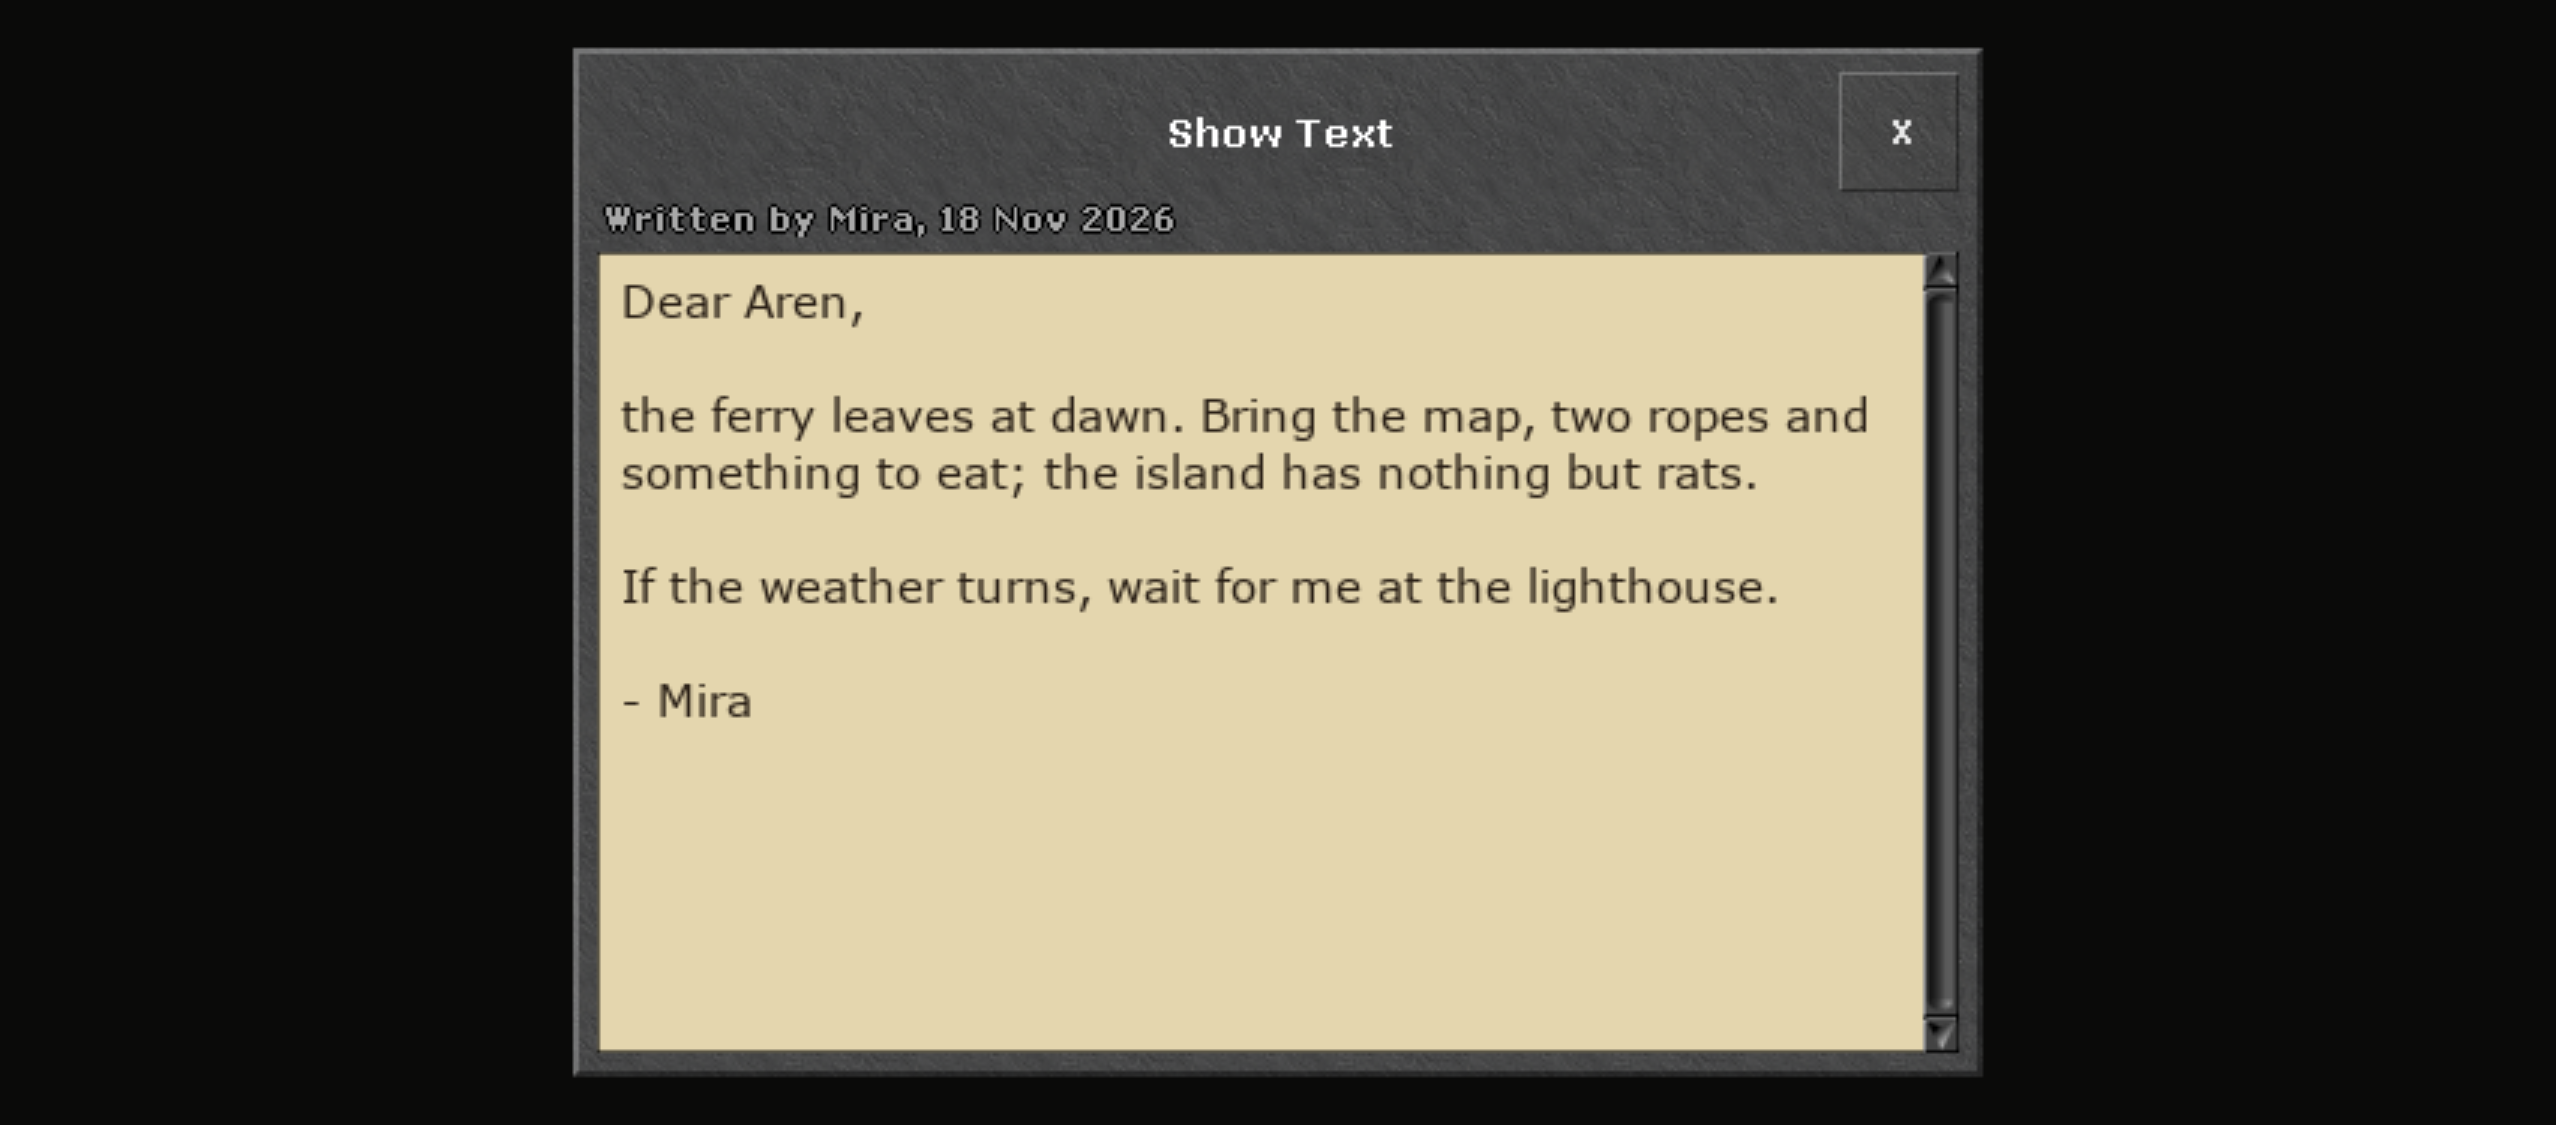 Show Text
X
Written by Mira, 18 Nov 2026
Dear Aren,
the ferry leaves at dawn. Bring the map, two ropes and
something to eat; the island has nothing but rats.
If the weather turns, wait for me at the lighthouse.
- Mira